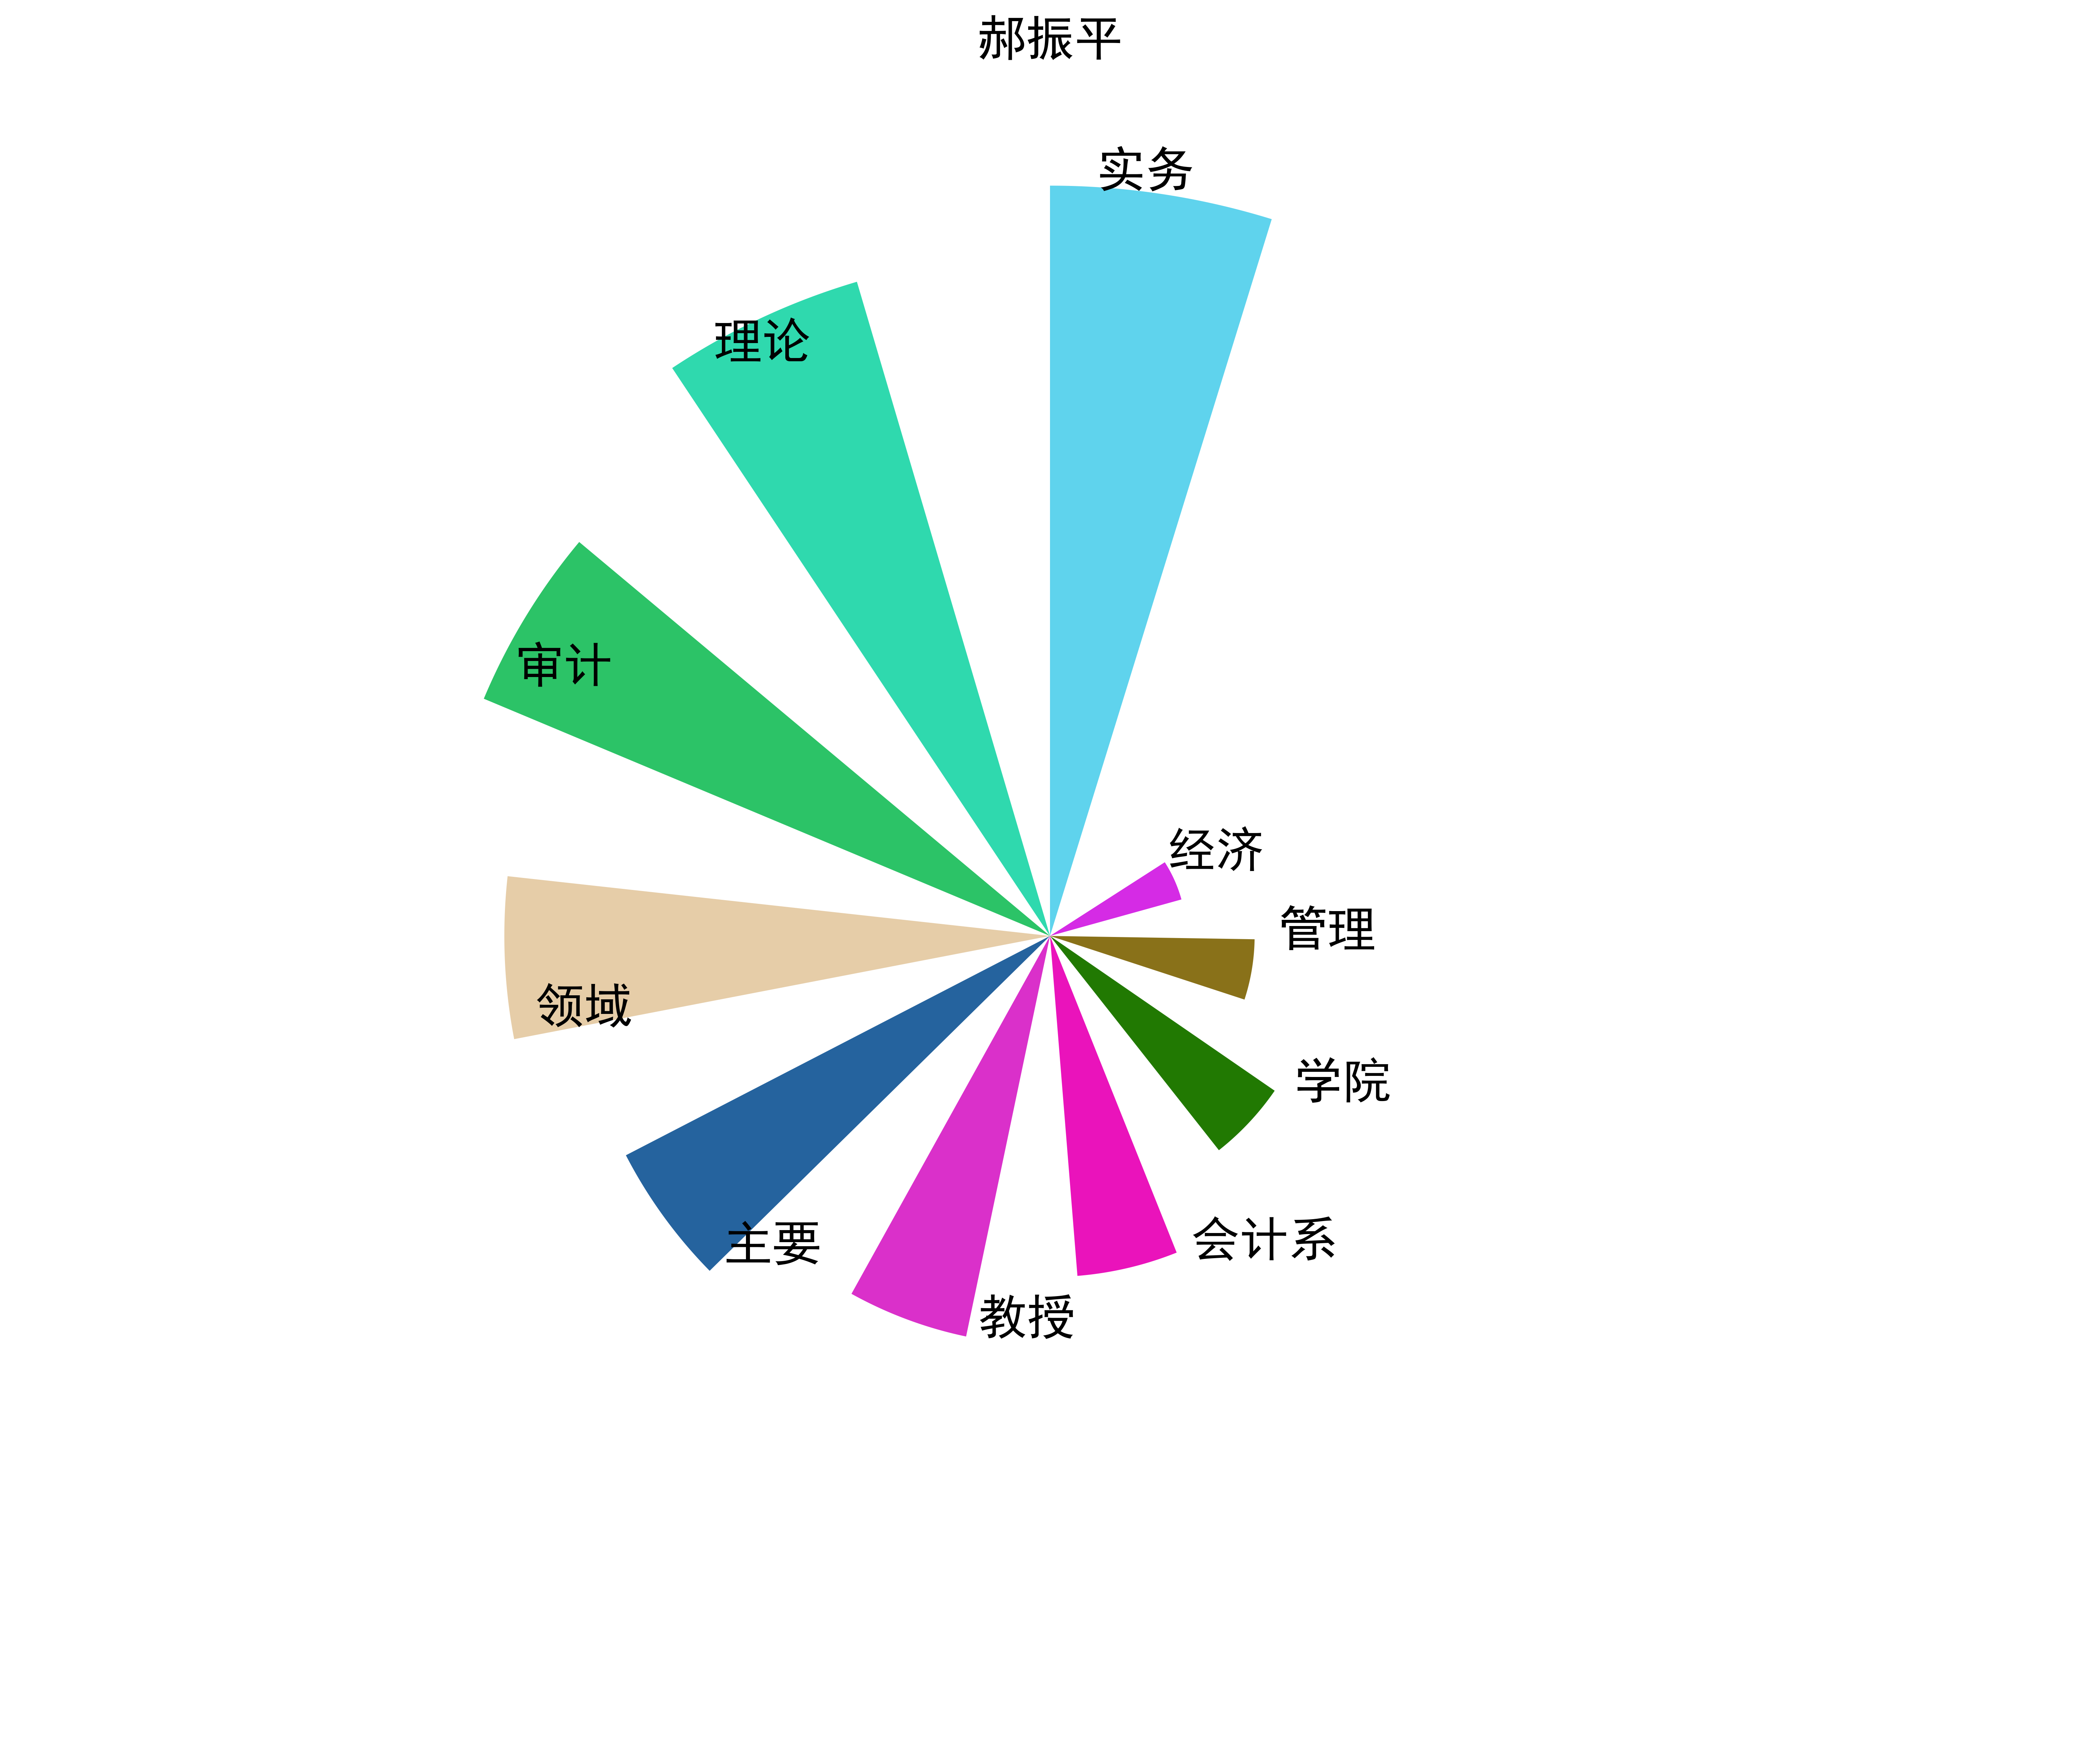 郝振平
实务
理论
审计
经济
管理
领域
学院
会计系
主要
教授